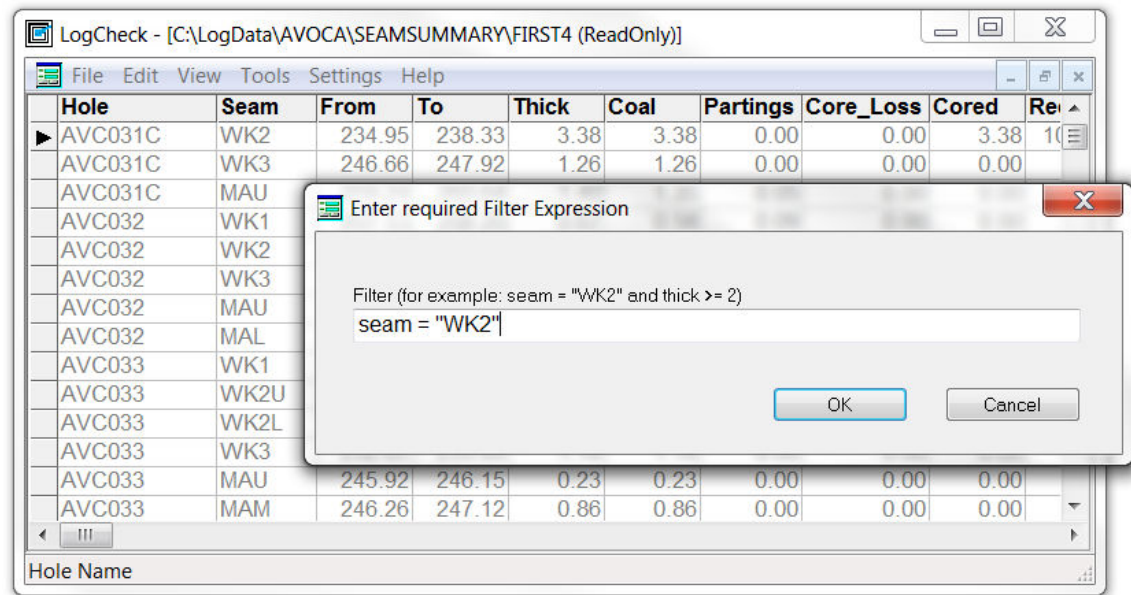 LogCheck - [C:\LogData\AVOCA\SEAMSUMMARY\FIRST4 (ReadOnly)]
File Edit View Tools Settings Help
Hole Seam From To Thick Coal Partings Core_Loss Cored Re
AVC031C WK2 234.95 238.33 3.38 3.38 0.00 0.00 3.38 10
AVC031C WK3 246.66 247.92 1.26 1.26 0.00 0.00 0.00
AVC031C MAU
AVC032 WK1
AVC032 WK2
AVC032 WK3
AVC032 MAU
AVC032 MAL
AVC033 WK1
AVC033 WK2U
AVC033 WK2L
AVC033 WK3
AVC033 MAU 245.92 246.15 0.23 0.23 0.00 0.00 0.00
AVC033 MAM 246.26 247.12 0.86 0.86 0.00 0.00 0.00
Hole Name
Enter required Filter Expression
Filter (for example: seam = "WK2" and thick >= 2)
seam = "WK2"
OK Cancel